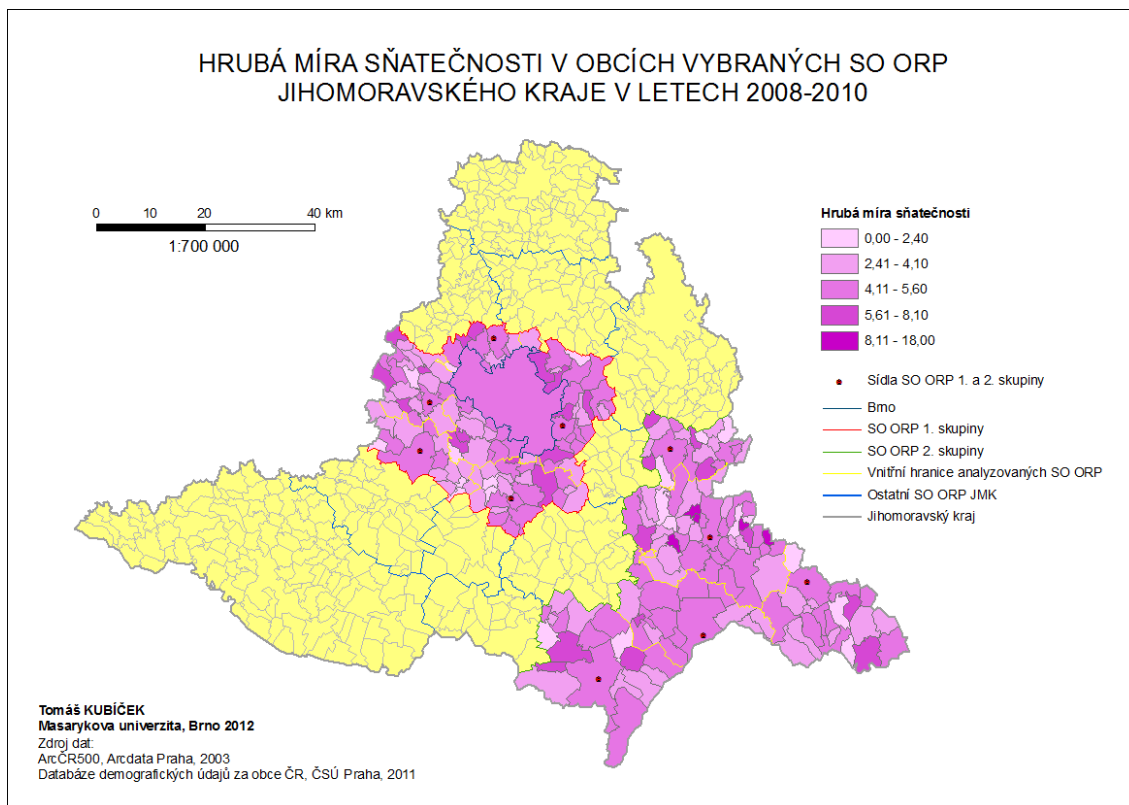 HRUBÁ MÍRA SŇATEČNOSTI V OBCÍCH VYBRANÝCH SO ORP
JIHOMORAVSKÉHO KRAJE V LETECH 2008-2010
0 10 20 40 km
1:700 000
Hrubá míra sňatečnosti
0,00 - 2,40
2,41 - 4,10
4,11 - 5,60
5,61 - 8,10
8,11 - 18,00
Sídla SO ORP 1. a 2. skupiny
Brno
SO ORP 1. skupiny
SO ORP 2. skupiny
Vnitřní hranice analyzovaných SO ORP
Ostatní SO ORP JMK
Jihomoravský kraj
Tomáš KUBÍČEK
Masarykova univerzita, Brno 2012
Zdroj dat:
ArcČR500, Arcdata Praha, 2003
Databáze demografických údajů za obce ČR, ČSÚ Praha, 2011